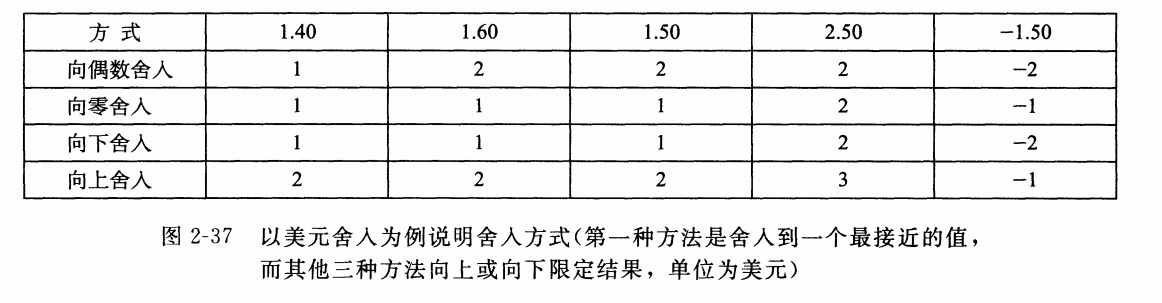 方 式 1.40 1.60 1.50 2.50 −1.50
向偶数舍入 1 2 2 2 −2
向零舍入 1 1 1 2 −1
向下舍入 1 1 1 2 −2
向上舍入 2 2 2 3 −1
图 2-37 以美元舍入为例说明舍入方式(第一种方法是舍入到一个最接近的值，
而其他三种方法向上或向下限定结果，单位为美元)